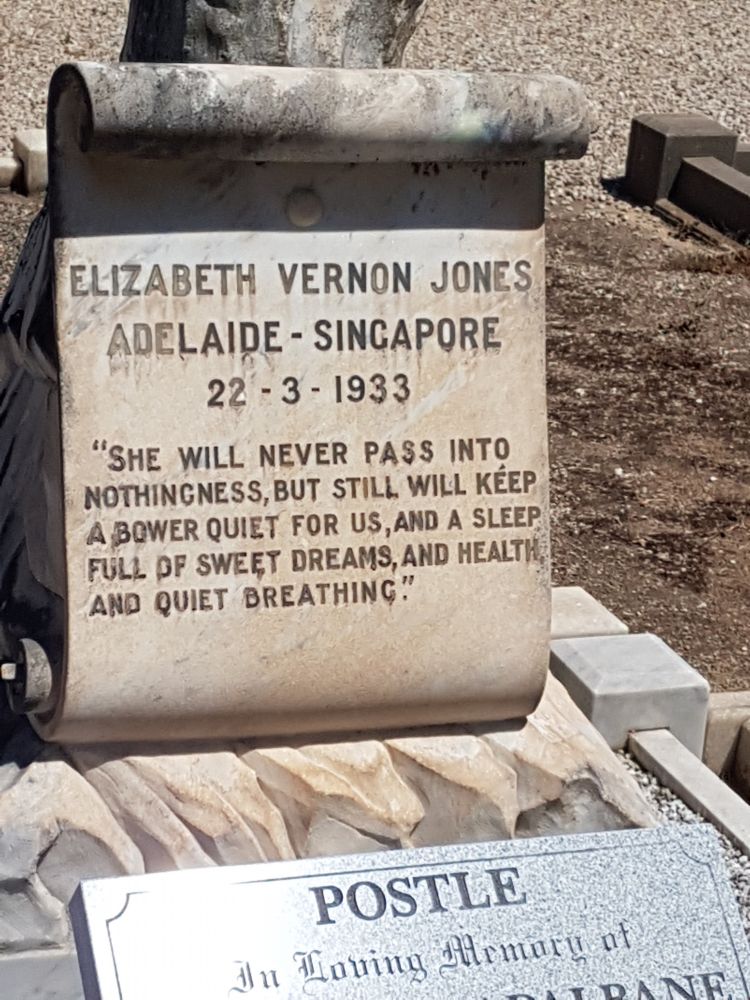 ELIZABETH VERNON JONES
ADELAIDE - SINGAPORE
22 - 3 - 1933
"SHE WILL NEVER PASS INTO
NOTHINGNESS, BUT STILL WILL KEEP
A BOWER QUIET FOR US, AND A SLEEP
FULL OF SWEET DREAMS, AND HEALTH
AND QUIET BREATHING."
POSTLE
In Loving Memory of